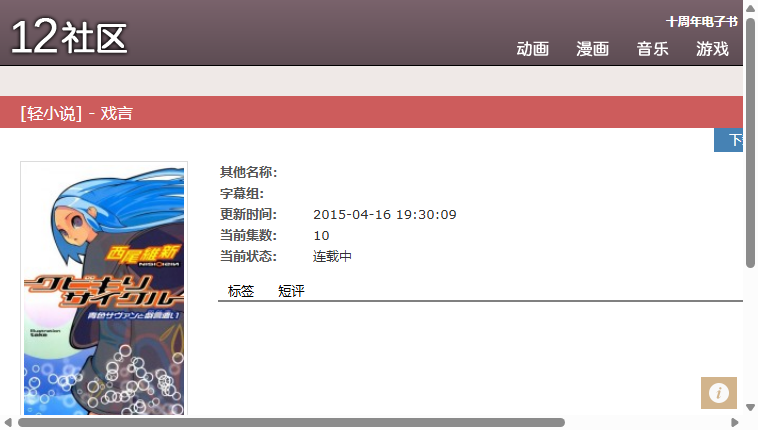 12社区
十周年电子书
动画 漫画 音乐 游戏
[轻小说] - 戏言
下
其他名称：
字幕组：
更新时间： 2015-04-16 19:30:09
当前集数： 10
当前状态： 连载中
标签 短评
西尾維新
NISIOISIN
クビキリ
サイクル
青色サヴァンと戯言遣い
Illustration
take